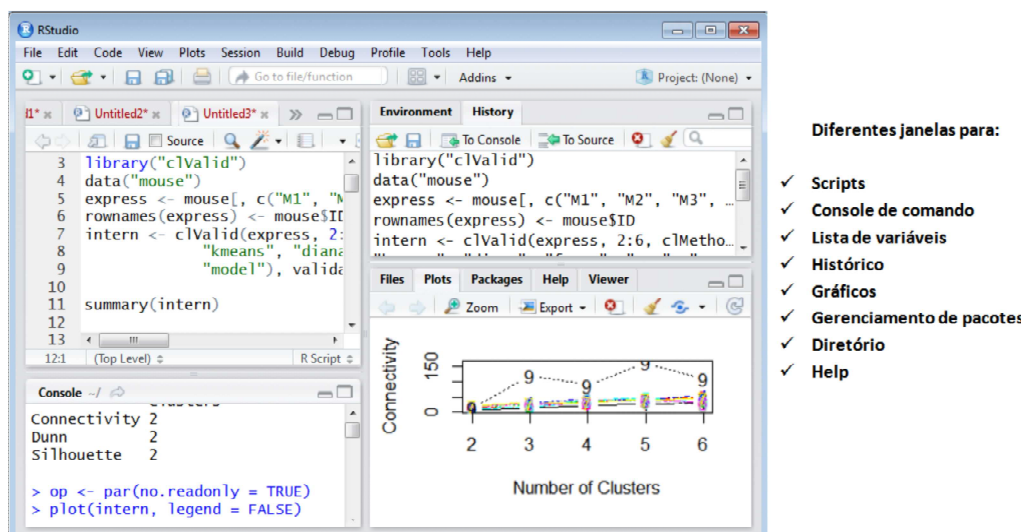 RStudio
File Edit Code View Plots Session Build Debug Profile Tools Help
Go to file/function Addins Project: (None)
Untitled2* Untitled3*
Source
3 library("clValid")
4 data("mouse")
5 express <- mouse[, c("M1", "M
6 rownames(express) <- mouse$ID
7 intern <- clValid(express, 2:
8 "kmeans", "diana
9 "model"), valida
10
11 summary(intern)
12
13
12:1 (Top Level) R Script
Console ~/
Connectivity 2
Dunn 2
Silhouette 2
> op <- par(no.readonly = TRUE)
> plot(intern, legend = FALSE)
Environment History
To Console To Source
library("clValid")
data("mouse")
express <- mouse[, c("M1", "M2", "M3", …
rownames(express) <- mouse$ID
intern <- clValid(express, 2:6, clMetho…
Files Plots Packages Help Viewer
Zoom Export
Connectivity
150
0
9 9 9 9 9
2 3 4 5 6
Number of Clusters
Diferentes janelas para:
✓ Scripts
✓ Console de comando
✓ Lista de variáveis
✓ Histórico
✓ Gráficos
✓ Gerenciamento de pacotes
✓ Diretório
✓ Help